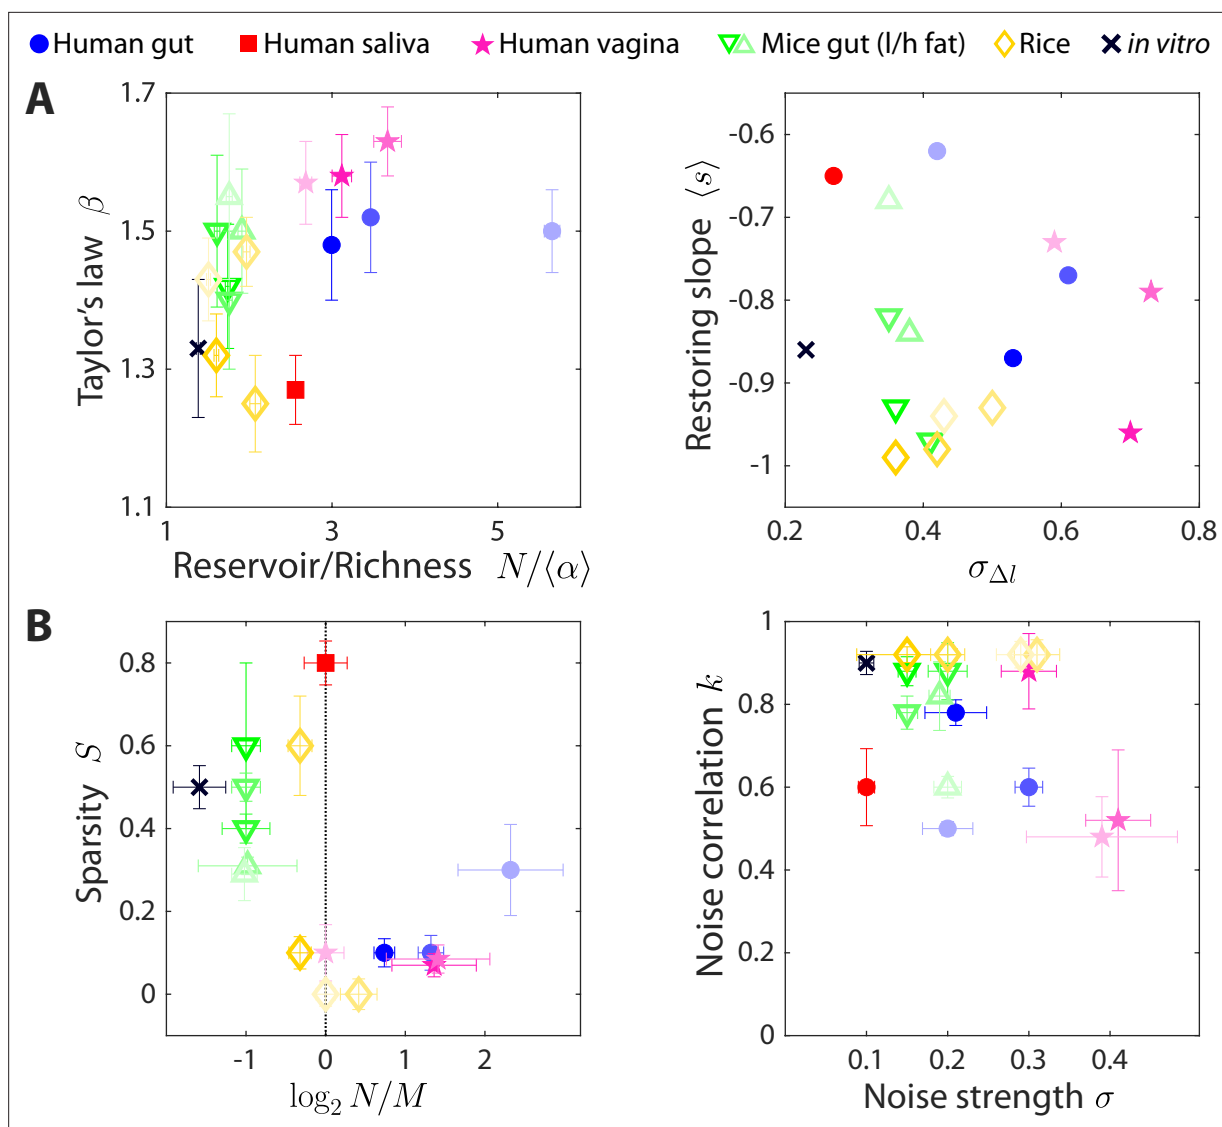 Human gut Human saliva Human vagina Mice gut (l/h fat) Rice in vitro
A
1.7
1.5
1.3
1.1
Taylor's law β
1 3 5
Reservoir/Richness N/⟨α⟩
-0.6
-0.7
-0.8
-0.9
-1
Restoring slope ⟨s⟩
0.2 0.4 0.6 0.8
σΔl
B
0.8
0.6
0.4
0.2
0
Sparsity S
-1 0 1 2
log₂ N/M
1
0.8
0.6
0.4
0.2
0
Noise correlation k
0.1 0.2 0.3 0.4
Noise strength σ